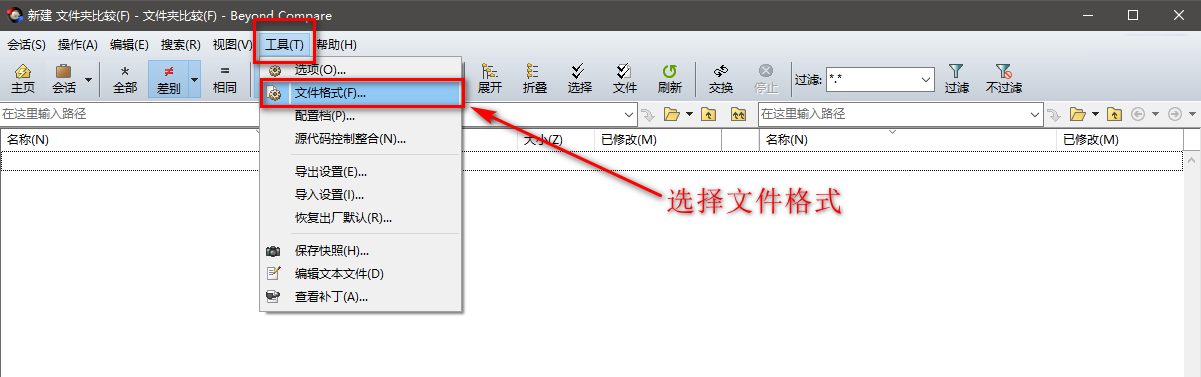 新建 文件夹比较(F) - 文件夹比较(F) - Beyond Compare
会话(S) 操作(A) 编辑(E) 搜索(R) 视图(V) 工具(T) 帮助(H)
主页 会话 * 全部 ≠ 差别 = 相同 展开 折叠 选择 文件 刷新 交换 停止 过滤: *.* 过滤 不过滤
在这里输入路径 在这里输入路径
名称(N) 大小(Z) 已修改(M) 名称(N) 已修改(M)
选项(O)...
文件格式(F)...
配置档(P)...
源代码控制整合(N)...
导出设置(E)...
导入设置(I)...
恢复出厂默认(R)...
保存快照(H)...
编辑文本文件(D)
查看补丁(A)...
选择文件格式